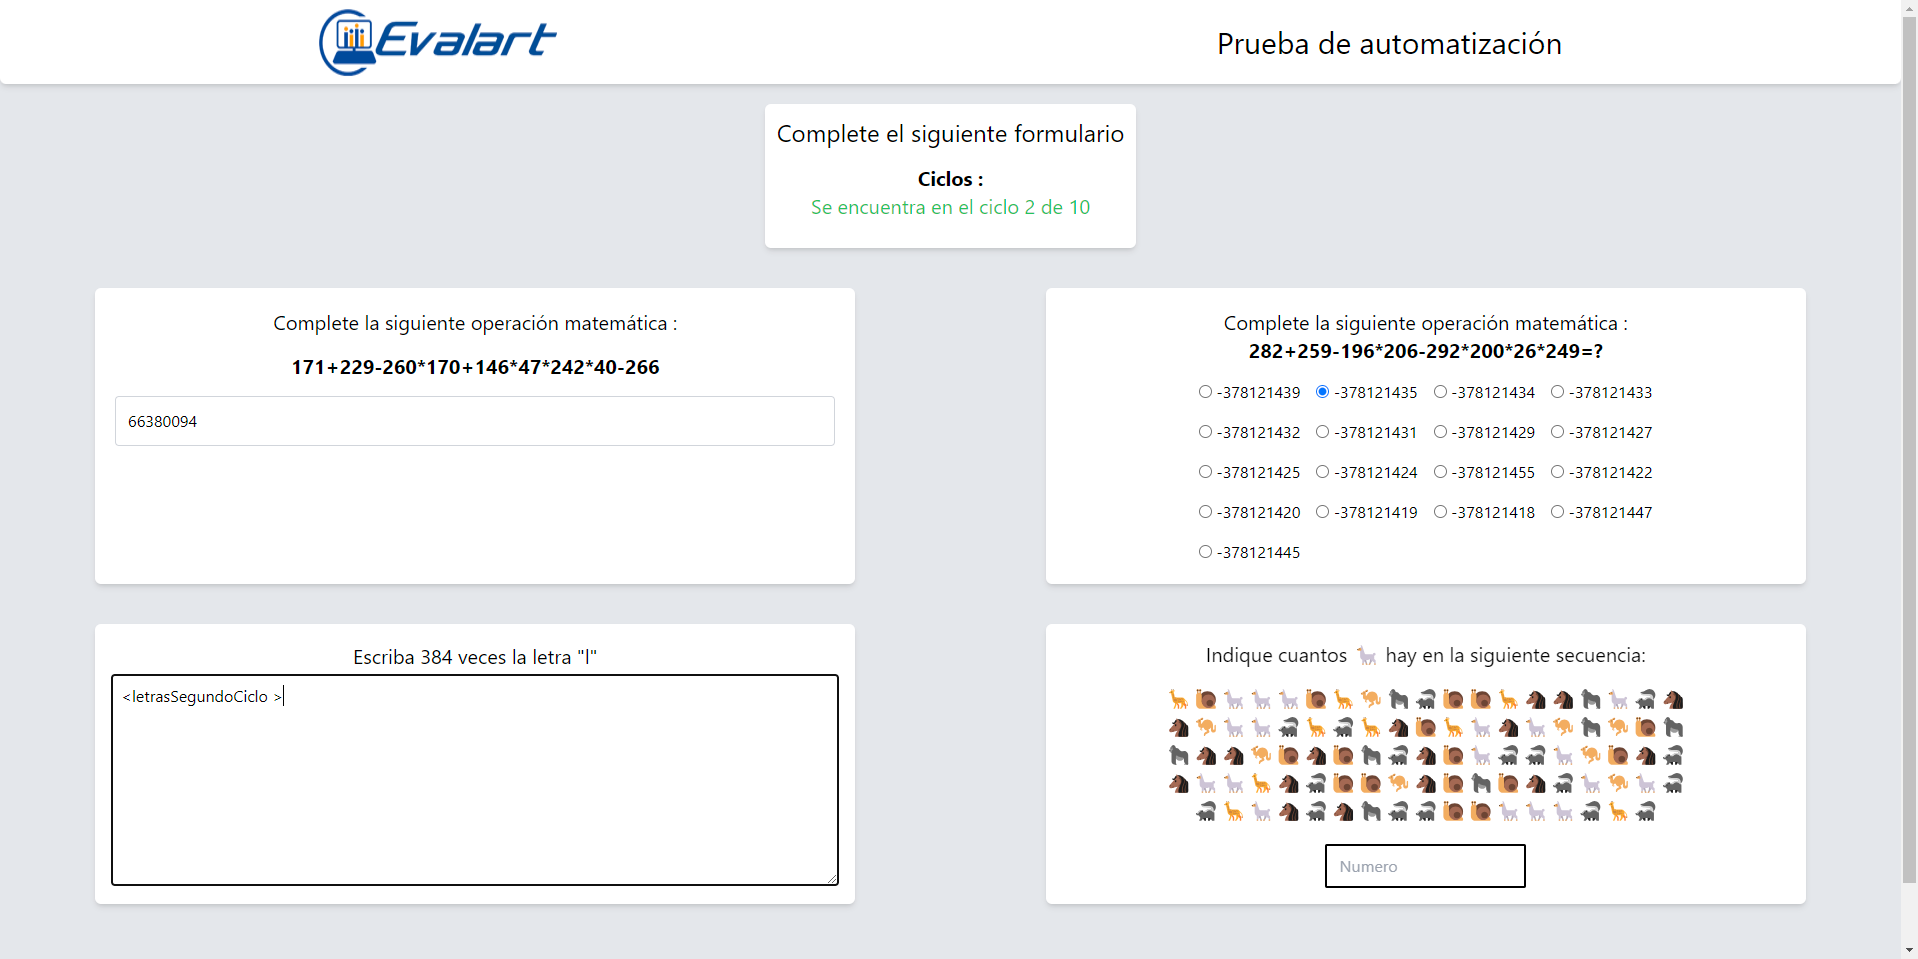 Evalart
Prueba de automatización
Complete el siguiente formulario
Ciclos :
Se encuentra en el ciclo 2 de 10
Complete la siguiente operación matemática :
171+229-260*170+146*47*242*40-266
66380094
Complete la siguiente operación matemática :
282+259-196*206-292*200*26*249=?
-378121439 -378121435 -378121434 -378121433
-378121432 -378121431 -378121429 -378121427
-378121425 -378121424 -378121455 -378121422
-378121420 -378121419 -378121418 -378121447
-378121445
Escriba 384 veces la letra "l"
<letrasSegundoCiclo >
Indique cuantos 🦙 hay en la siguiente secuencia:
Numero